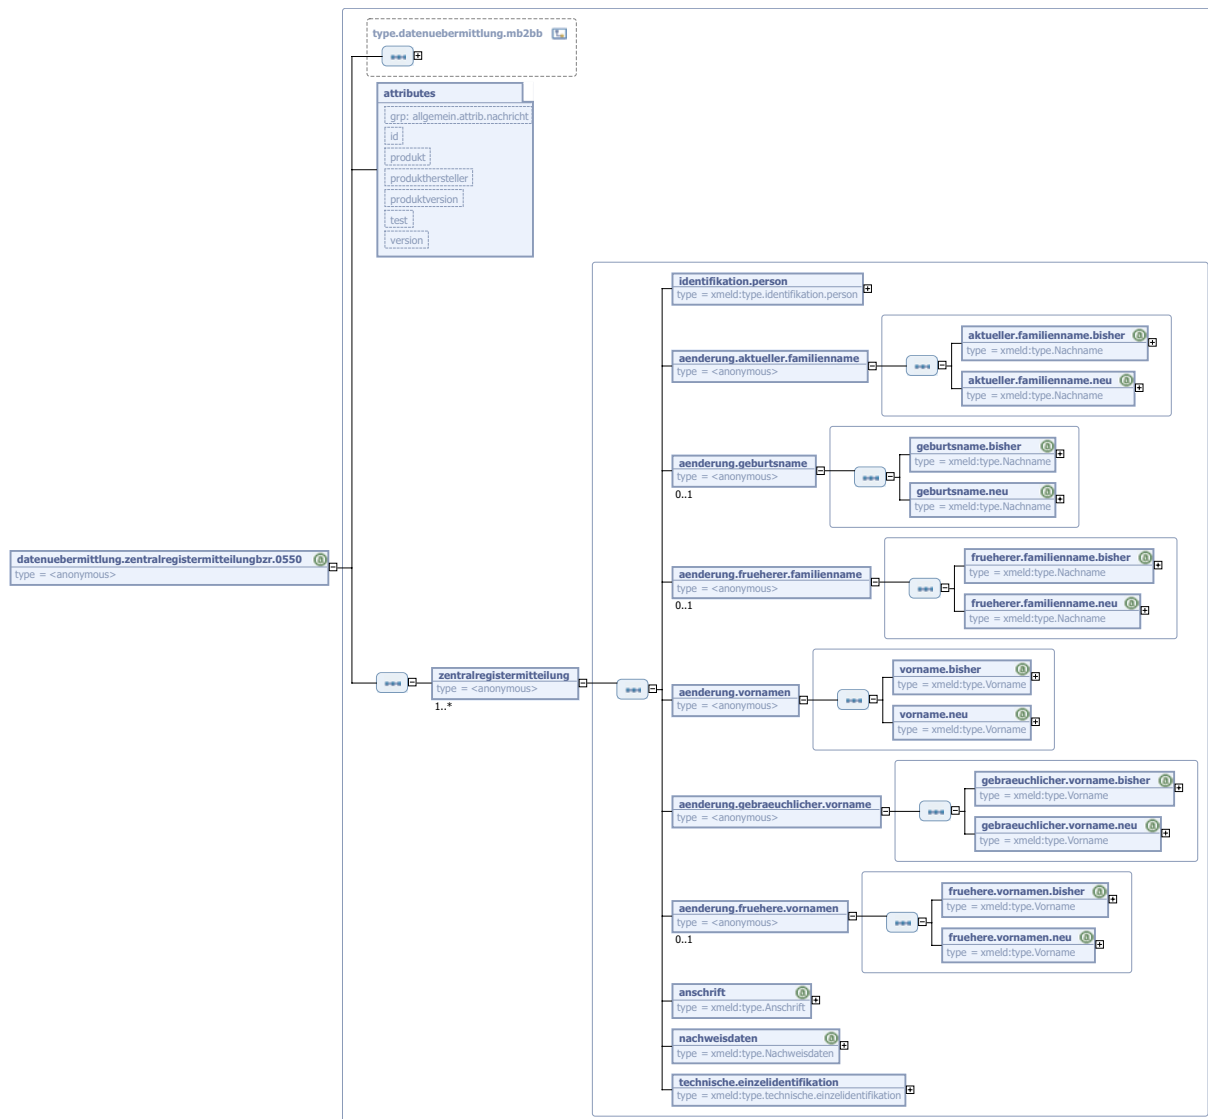 type.datenuebermittlung.mb2bb
attributes
grp: allgemein.attrib.nachricht
id
produkt
produkthersteller
produktversion
test
version
datenuebermittlung.zentralregistermitteilungbzr.0550
type = <anonymous>
zentralregistermitteilung
type = <anonymous>
1..*
identifikation.person
type = xmeld:type.identifikation.person
aenderung.aktueller.familienname
type = <anonymous>
aktueller.familienname.bisher
type = xmeld:type.Nachname
aktueller.familienname.neu
type = xmeld:type.Nachname
aenderung.geburtsname
type = <anonymous>
0..1
geburtsname.bisher
type = xmeld:type.Nachname
geburtsname.neu
type = xmeld:type.Nachname
aenderung.frueherer.familienname
type = <anonymous>
0..1
frueherer.familienname.bisher
type = xmeld:type.Nachname
frueherer.familienname.neu
type = xmeld:type.Nachname
aenderung.vornamen
type = <anonymous>
vorname.bisher
type = xmeld:type.Vorname
vorname.neu
type = xmeld:type.Vorname
aenderung.gebraeuchlicher.vorname
type = <anonymous>
gebraeuchlicher.vorname.bisher
type = xmeld:type.Vorname
gebraeuchlicher.vorname.neu
type = xmeld:type.Vorname
aenderung.fruehere.vornamen
type = <anonymous>
0..1
fruehere.vornamen.bisher
type = xmeld:type.Vorname
fruehere.vornamen.neu
type = xmeld:type.Vorname
anschrift
type = xmeld:type.Anschrift
nachweisdaten
type = xmeld:type.Nachweisdaten
technische.einzelidentifikation
type = xmeld:type.technische.einzelidentifikation